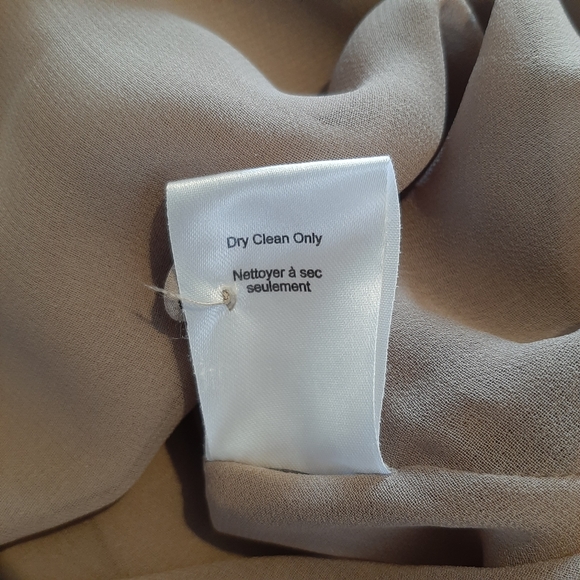 Dry Clean Only
Nettoyer à sec
seulement